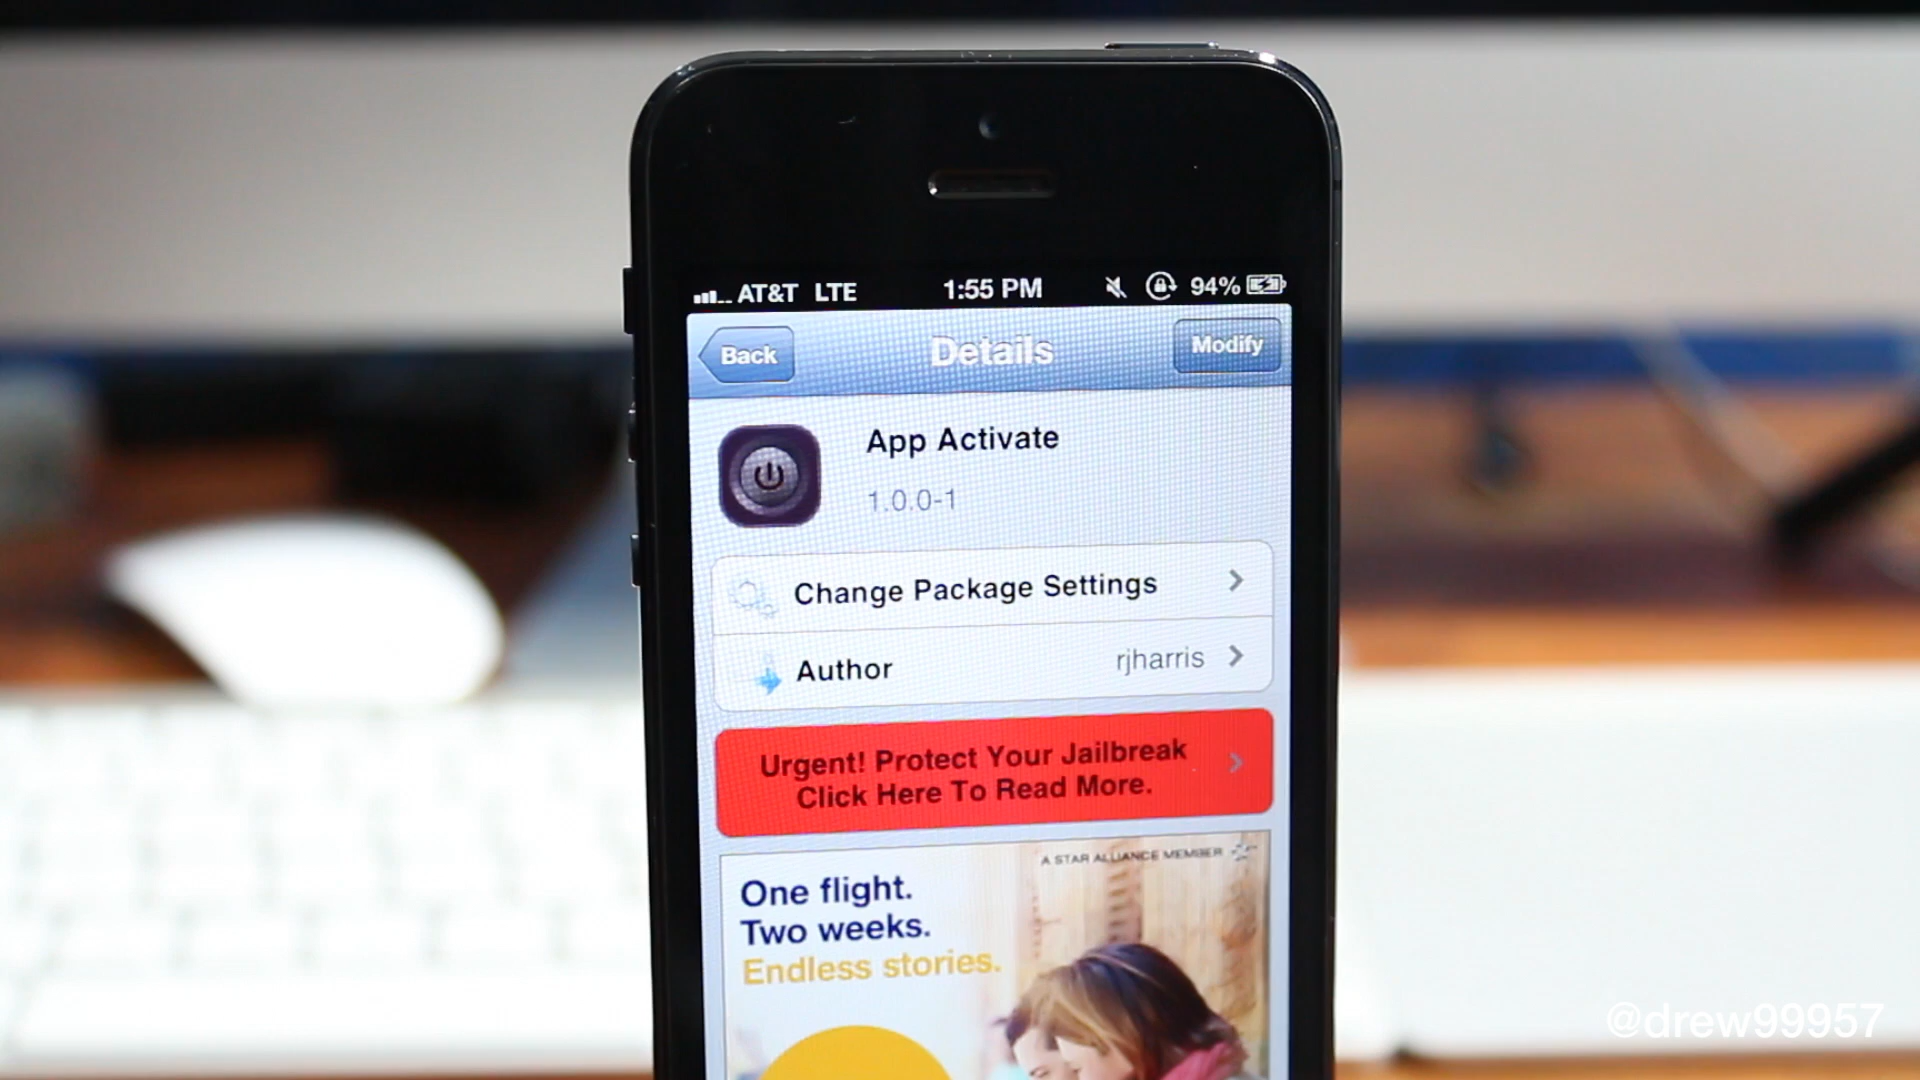 AT&T LTE 1:55 PM 94%
Back Details Modify
App Activate
1.0.0-1
Change Package Settings
Author rjharris
Urgent! Protect Your Jailbreak
Click Here To Read More.
A STAR ALLIANCE MEMBER
One flight.
Two weeks.
Endless stories.
@drew99957